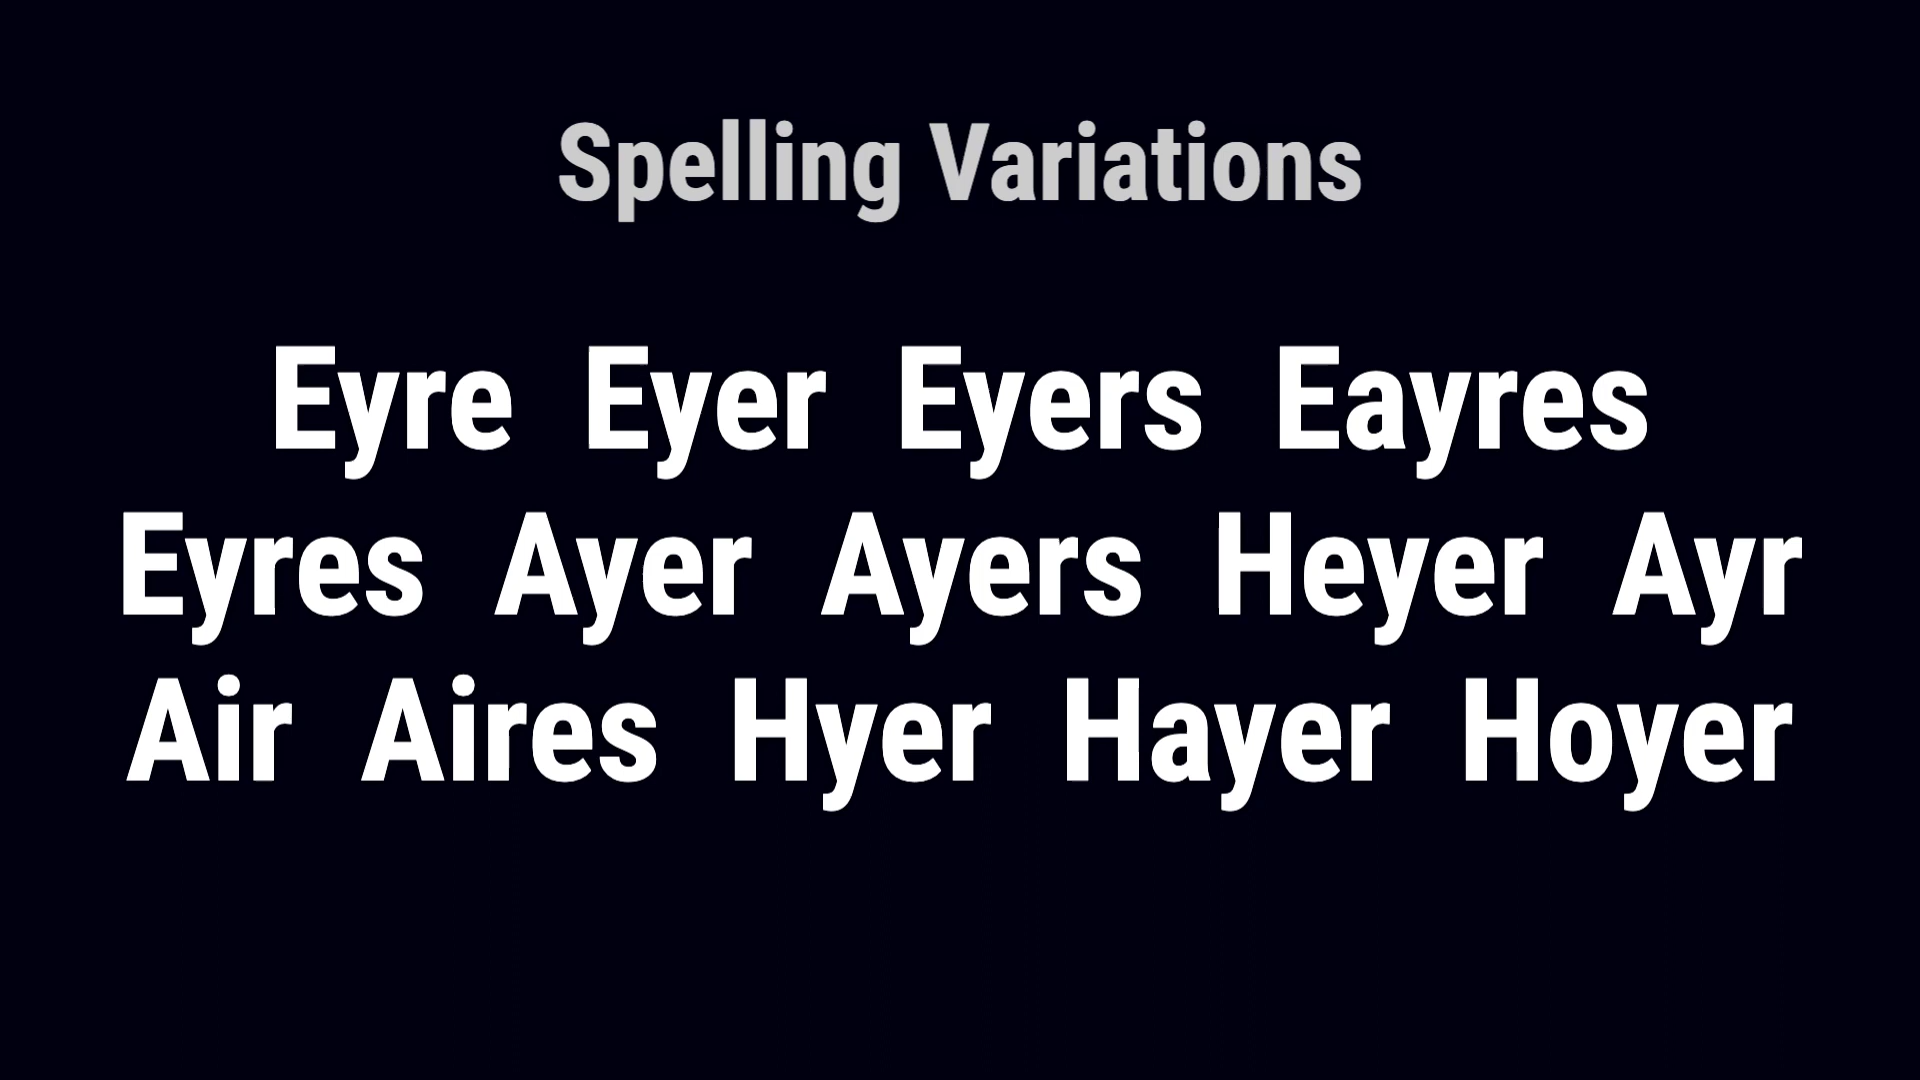 Spelling Variations
Eyre Eyer Eyers Eayres
Eyres Ayer Ayers Heyer Ayr
Air Aires Hyer Hayer Hoyer